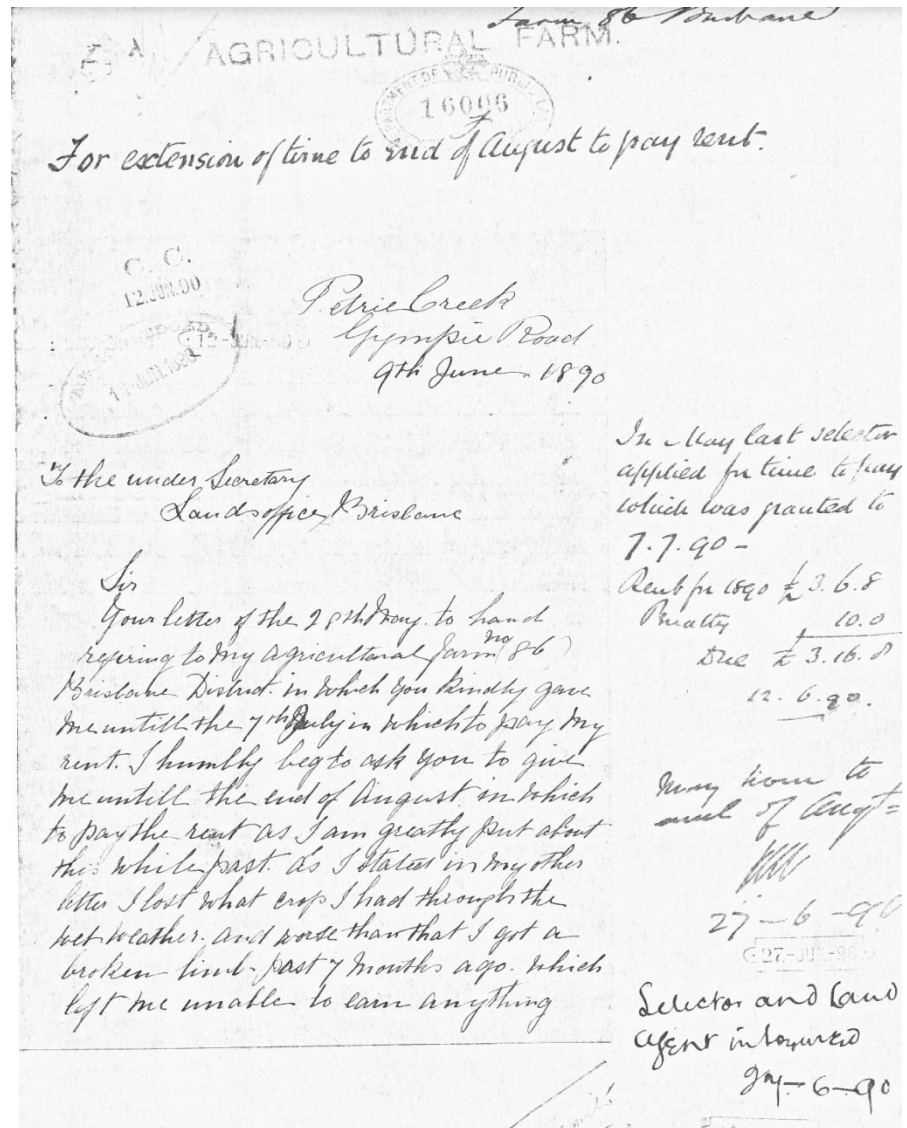 Farm 86 Brisbane
AGRICULTURAL FARM.
16006
For extension of time to end of August to pay rent.
C. C.
12.JUN.90
12-JUN-90
JUN.1890
Petrie Creek
Gympie Road
9th June 1890
To the under Secretary
Lands office, Brisbane
Sir
Your letter of the 28th May. to hand
refering to my agricultural farm (no 86)
Brisbane District. in which you kindly gave
me untill the 7th July in which to pay my
rent. I humbly beg to ask you to give
me untill the end of August in which
to pay the rent as I am greatly put about
this while past. as I stated in my other
letter I lost what crop I had through the
wet weather. and worse than that I got a
broken limb. past 7 months ago. which
left me unable to earn anything
In May last selector
applied for time to pay
which was granted to
7.7.90 -
Rent for 1890 £ 3.6.8
Penalty 10.0
Due £ 3.16.8
12.6.90.
May have to
end of Augt
27-6-90
27-JUN-90
Selector and Land
agent informed
-6-90